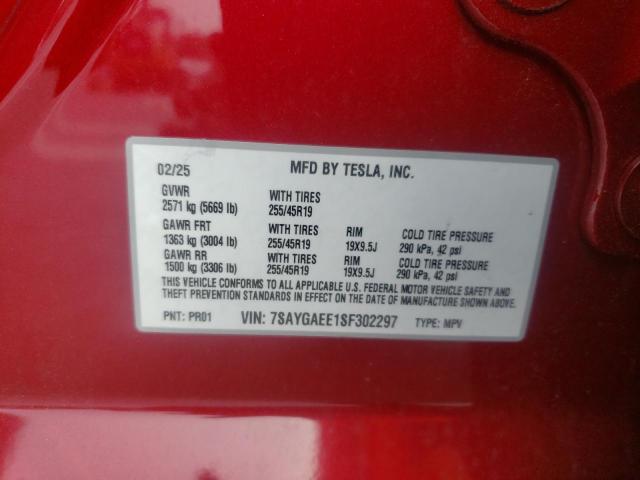 02/25 MFD BY TESLA, INC.
GVWR WITH TIRES
2571 kg (5669 lb) 255/45R19
GAWR FRT WITH TIRES RIM COLD TIRE PRESSURE
1363 kg (3004 lb) 255/45R19 19X9.5J 290 kPa, 42 psi
GAWR RR WITH TIRES RIM COLD TIRE PRESSURE
1500 kg (3306 lb) 255/45R19 19X9.5J 290 kPa, 42 psi
THIS VEHICLE CONFORMS TO ALL APPLICABLE U.S. FEDERAL MOTOR VEHICLE SAFETY AND
THEFT PREVENTION STANDARDS IN EFFECT ON THE DATE OF MANUFACTURE SHOWN ABOVE.
PNT: PR01 VIN: 7SAYGAEE1SF302297 TYPE: MPV